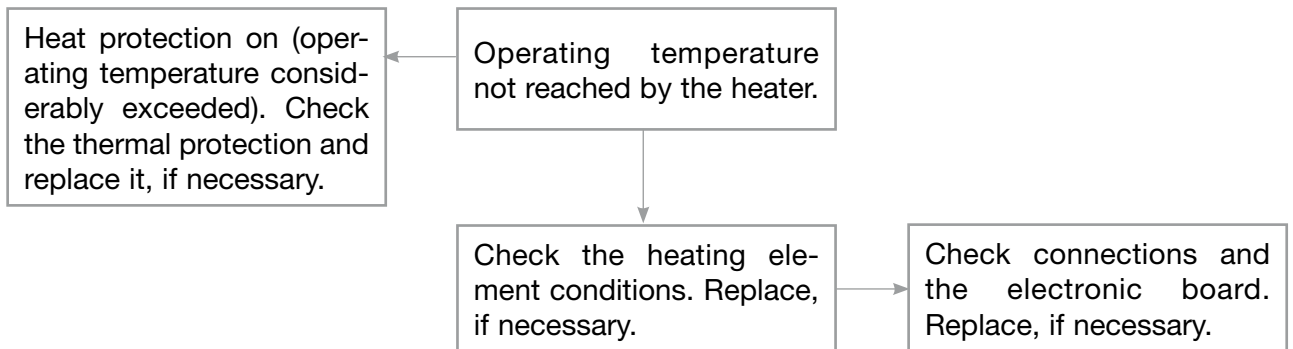 Heat protection on (oper-
ating temperature consid-
erably exceeded). Check
the thermal protection and
replace it, if necessary.
Operating temperature
not reached by the heater.
Check the heating ele-
ment conditions. Replace,
if necessary.
Check connections and
the electronic board.
Replace, if necessary.